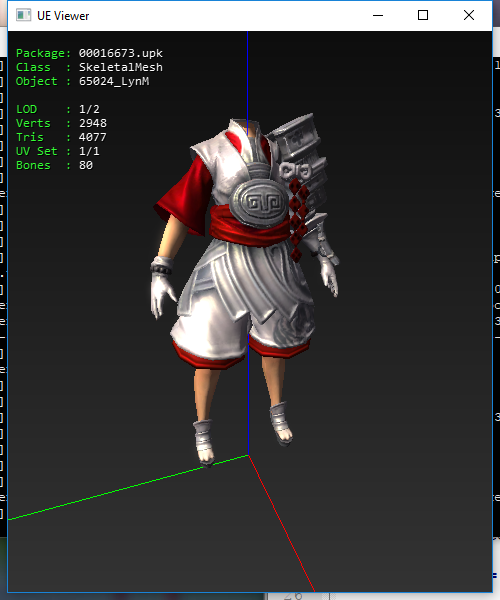 UE Viewer
Package: 00016673.upk
Class : SkeletalMesh
Object : 65024_LynM
LOD : 1/2
Verts : 2948
Tris : 4077
UV Set : 1/1
Bones : 80